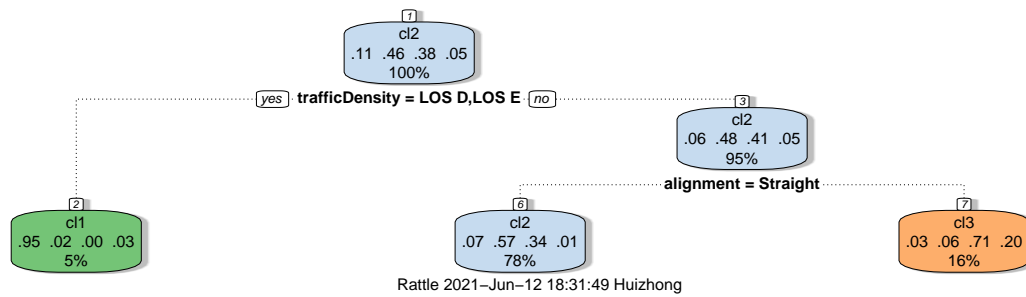 1
cl2
.11 .46 .38 .05
100%
yes trafficDensity = LOS D,LOS E no
3
cl2
.06 .48 .41 .05
95%
alignment = Straight
2
cl1
.95 .02 .00 .03
5%
6
cl2
.07 .57 .34 .01
78%
7
cl3
.03 .06 .71 .20
16%
Rattle 2021−Jun−12 18:31:49 Huizhong